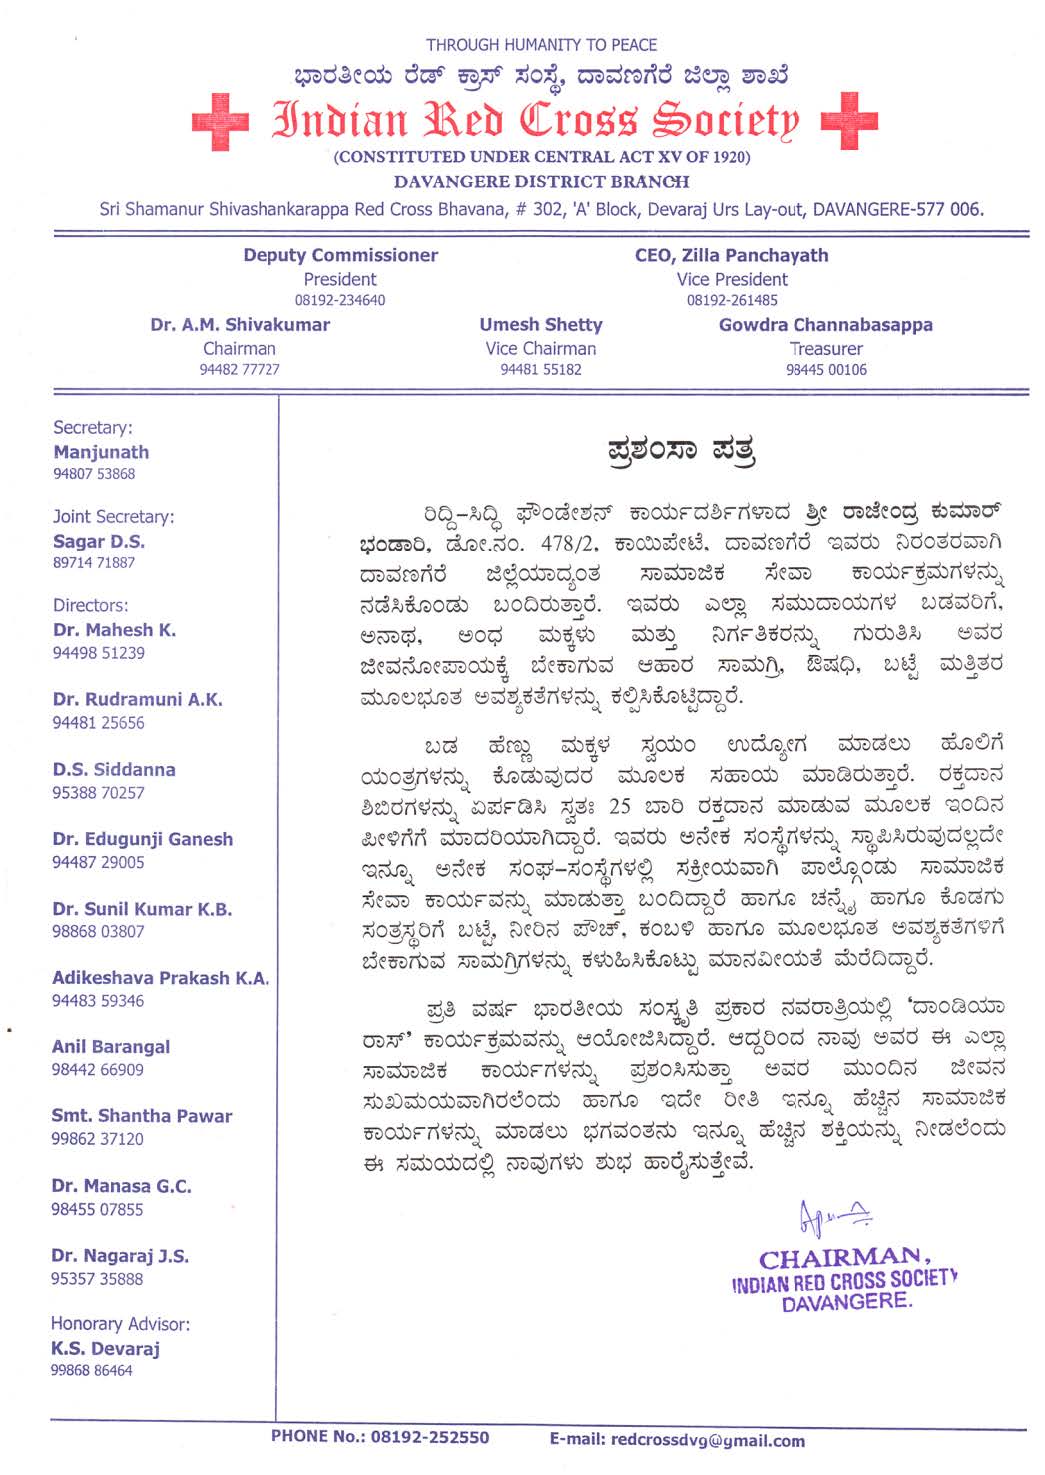 THROUGH HUMANITY TO PEACE
ಭಾರತೀಯ ರೆಡ್ ಕ್ರಾಸ್ ಸಂಸ್ಥೆ, ದಾವಣಗೆರೆ ಜಿಲ್ಲಾ ಶಾಖೆ
Indian Red Cross Society
(CONSTITUTED UNDER CENTRAL ACT XV OF 1920)
DAVANGERE DISTRICT BRANCH
Sri Shamanur Shivashankarappa Red Cross Bhavana, # 302, 'A' Block, Devaraj Urs Lay-out, DAVANGERE-577 006.
Deputy Commissioner
President
08192-234640
CEO, Zilla Panchayath
Vice President
08192-261485
Dr. A.M. Shivakumar
Chairman
94482 77727
Umesh Shetty
Vice Chairman
94481 55182
Gowdra Channabasappa
Treasurer
98445 00106
Secretary:
Manjunath
94807 53868
Joint Secretary:
Sagar D.S.
89714 71887
Directors:
Dr. Mahesh K.
94498 51239
Dr. Rudramuni A.K.
94481 25656
D.S. Siddanna
95388 70257
Dr. Edugunji Ganesh
94487 29005
Dr. Sunil Kumar K.B.
98868 03807
Adikeshava Prakash K.A.
94483 59346
Anil Barangal
98442 66909
Smt. Shantha Pawar
99862 37120
Dr. Manasa G.C.
98455 07855
Dr. Nagaraj J.S.
95357 35888
Honorary Advisor:
K.S. Devaraj
99868 86464
ಪ್ರಶಂಸಾ ಪತ್ರ
ರಿದ್ದಿ-ಸಿದ್ಧಿ ಫೌಂಡೇಶನ್ ಕಾರ್ಯದರ್ಶಿಗಳಾದ ಶ್ರೀ ರಾಜೇಂದ್ರ ಕುಮಾರ್
ಭಂಡಾರಿ, ಡೋ.ನಂ. 478/2, ಕಾಯಿಪೇಟೆ, ದಾವಣಗೆರೆ ಇವರು ನಿರಂತರವಾಗಿ
ದಾವಣಗೆರೆ ಜಿಲ್ಲೆಯಾದ್ಯಂತ ಸಾಮಾಜಿಕ ಸೇವಾ ಕಾರ್ಯಕ್ರಮಗಳನ್ನು
ನಡೆಸಿಕೊಂಡು ಬಂದಿರುತ್ತಾರೆ. ಇವರು ಎಲ್ಲಾ ಸಮುದಾಯಗಳ ಬಡವರಿಗೆ,
ಅನಾಥ, ಅಂಧ ಮಕ್ಕಳು ಮತ್ತು ನಿರ್ಗತಿಕರನ್ನು ಗುರುತಿಸಿ ಅವರ
ಜೀವನೋಪಾಯಕ್ಕೆ ಬೇಕಾಗುವ ಆಹಾರ ಸಾಮಗ್ರಿ, ಔಷಧಿ, ಬಟ್ಟೆ ಮತ್ತಿತರ
ಮೂಲಭೂತ ಅವಶ್ಯಕತೆಗಳನ್ನು ಕಲ್ಪಿಸಿಕೊಟ್ಟಿದ್ದಾರೆ.
ಬಡ ಹೆಣ್ಣು ಮಕ್ಕಳ ಸ್ವಯಂ ಉದ್ಯೋಗ ಮಾಡಲು ಹೊಲಿಗೆ
ಯಂತ್ರಗಳನ್ನು ಕೊಡುವುದರ ಮೂಲಕ ಸಹಾಯ ಮಾಡಿರುತ್ತಾರೆ. ರಕ್ತದಾನ
ಶಿಬಿರಗಳನ್ನು ಏರ್ಪಡಿಸಿ ಸ್ವತಃ 25 ಬಾರಿ ರಕ್ತದಾನ ಮಾಡುವ ಮೂಲಕ ಇಂದಿನ
ಪೀಳಿಗೆಗೆ ಮಾದರಿಯಾಗಿದ್ದಾರೆ. ಇವರು ಅನೇಕ ಸಂಸ್ಥೆಗಳನ್ನು ಸ್ಥಾಪಿಸಿರುವುದಲ್ಲದೇ
ಇನ್ನೂ ಅನೇಕ ಸಂಘ-ಸಂಸ್ಥೆಗಳಲ್ಲಿ ಸಕ್ರೀಯವಾಗಿ ಪಾಲ್ಗೊಂಡು ಸಾಮಾಜಿಕ
ಸೇವಾ ಕಾರ್ಯವನ್ನು ಮಾಡುತ್ತಾ ಬಂದಿದ್ದಾರೆ ಹಾಗೂ ಚನ್ನೈ ಹಾಗೂ ಕೊಡಗು
ಸಂತ್ರಸ್ಥರಿಗೆ ಬಟ್ಟೆ, ನೀರಿನ ಪೌಚ್, ಕಂಬಳಿ ಹಾಗೂ ಮೂಲಭೂತ ಅವಶ್ಯಕತೆಗಳಿಗೆ
ಬೇಕಾಗುವ ಸಾಮಗ್ರಿಗಳನ್ನು ಕಳುಹಿಸಿಕೊಟ್ಟು ಮಾನವೀಯತೆ ಮೆರೆದಿದ್ದಾರೆ.
ಪ್ರತಿ ವರ್ಷ ಭಾರತೀಯ ಸಂಸ್ಕೃತಿ ಪ್ರಕಾರ ನವರಾತ್ರಿಯಲ್ಲಿ ‘ದಾಂಡಿಯಾ
ರಾಸ್’ ಕಾರ್ಯಕ್ರಮವನ್ನು ಆಯೋಜಿಸಿದ್ದಾರೆ. ಆದ್ದರಿಂದ ನಾವು ಅವರ ಈ ಎಲ್ಲಾ
ಸಾಮಾಜಿಕ ಕಾರ್ಯಗಳನ್ನು ಪ್ರಶಂಸಿಸುತ್ತಾ ಅವರ ಮುಂದಿನ ಜೀವನ
ಸುಖಮಯವಾಗಿರಲೆಂದು ಹಾಗೂ ಇದೇ ರೀತಿ ಇನ್ನೂ ಹೆಚ್ಚಿನ ಸಾಮಾಜಿಕ
ಕಾರ್ಯಗಳನ್ನು ಮಾಡಲು ಭಗವಂತನು ಇನ್ನೂ ಹೆಚ್ಚಿನ ಶಕ್ತಿಯನ್ನು ನೀಡಲೆಂದು
ಈ ಸಮಯದಲ್ಲಿ ನಾವುಗಳು ಶುಭ ಹಾರೈಸುತ್ತೇವೆ.
CHAIRMAN,
INDIAN RED CROSS SOCIETY
DAVANGERE.
PHONE No.: 08192-252550
E-mail: redcrossdvg@gmail.com